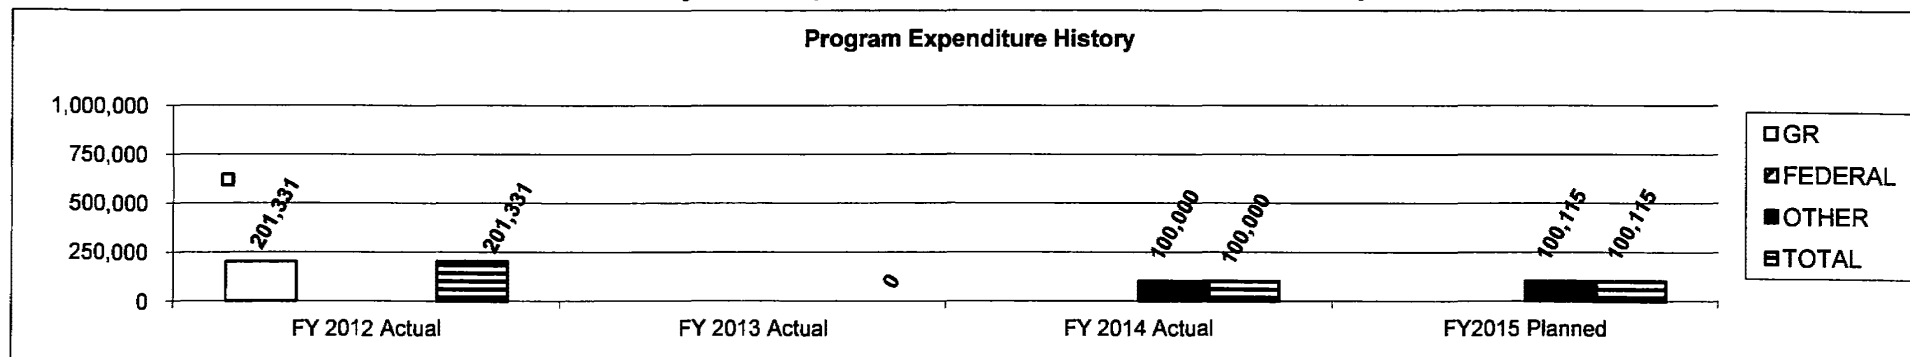 Program Expenditure History
1,000,000
750,000
500,000
250,000
0
201,331
201,331
0
100,000
100,000
100,115
100,115
FY 2012 Actual
FY 2013 Actual
FY 2014 Actual
FY2015 Planned
GR
FEDERAL
OTHER
TOTAL